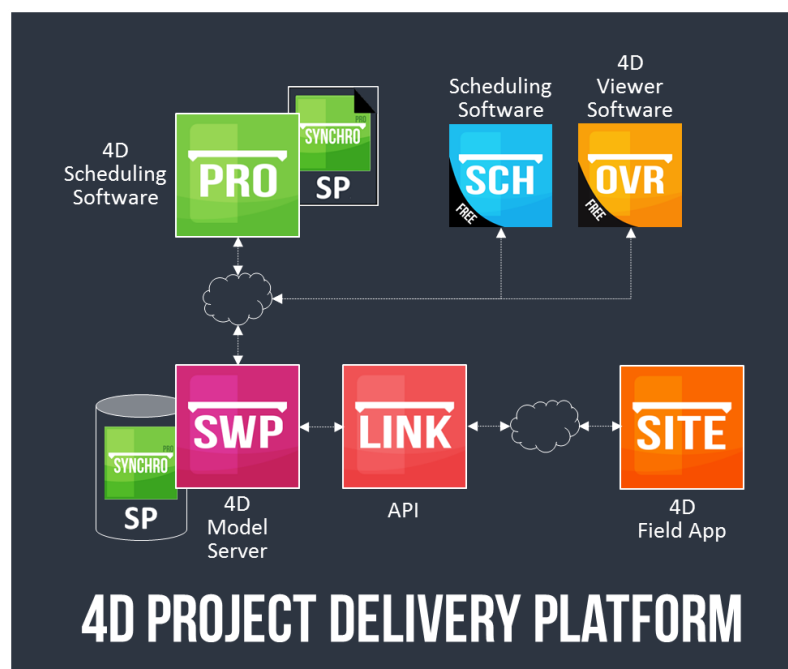 4D
Scheduling
Software
PRO
PRO
SYNCHRO
SP
Scheduling
Software
SCH
FREE
4D
Viewer
Software
OVR
FREE
PRO
SYNCHRO
SP
SWP
4D
Model
Server
LINK
API
SITE
4D
Field App
4D PROJECT DELIVERY PLATFORM